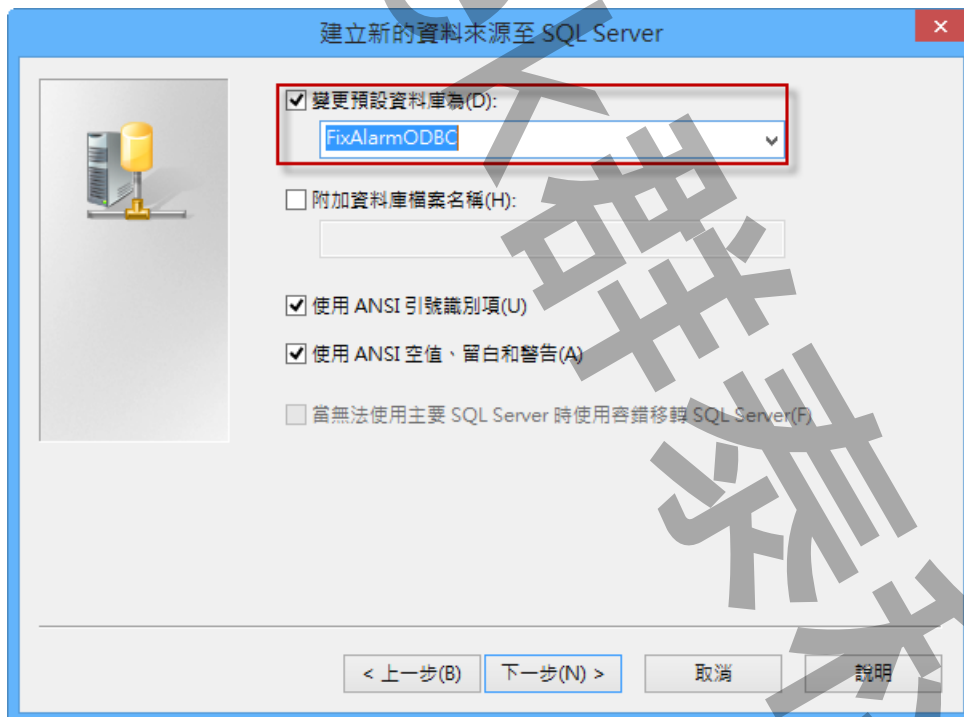 建立新的資料來源至 SQL Server
變更預設資料庫為(D):
FixAlarmODBC
附加資料庫檔案名稱(H):
使用 ANSI 引號識別項(U)
使用 ANSI 空值、留白和警告(A)
當無法使用主要 SQL Server 時使用容錯移轉 SQL Server(F)
< 上一步(B)
下一步(N) >
取消
說明
群泰